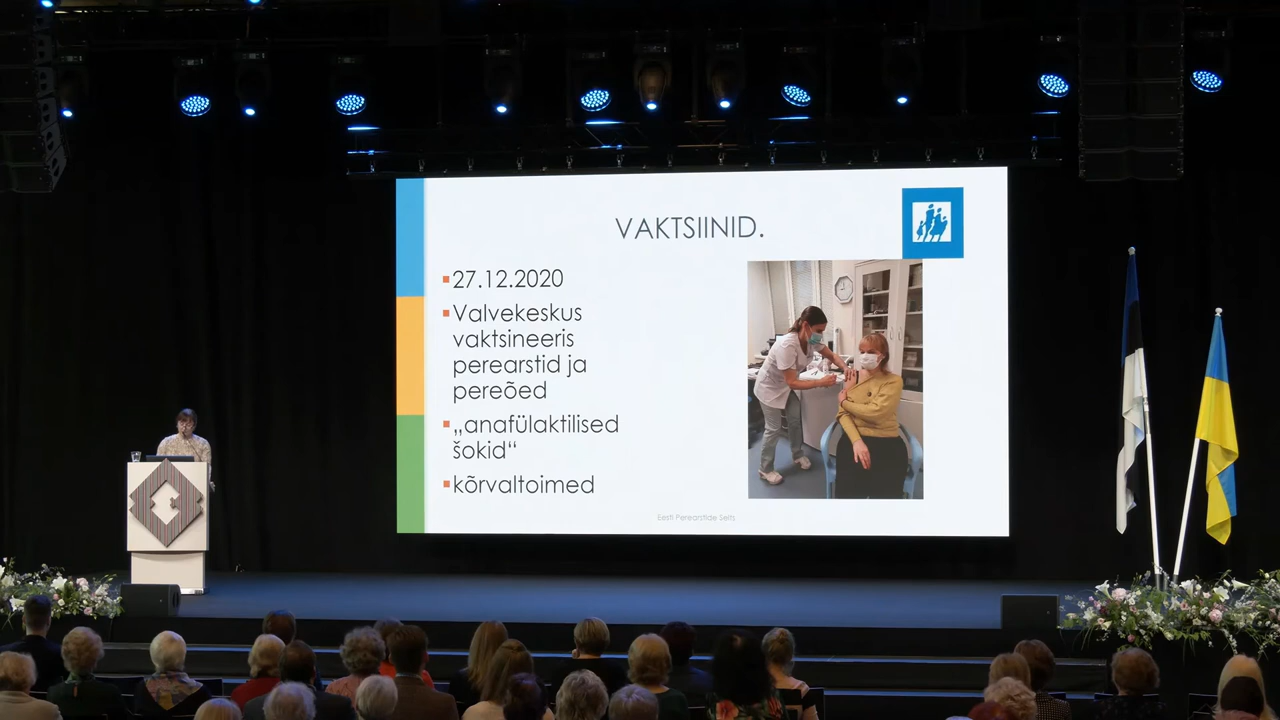 VAKTSIINID.
27.12.2020
Valvekeskus
vaktsineeris
perearstid ja
pereõed
„anafülaktilised
šokid“
kõrvaltoimed
Eesti Perearstide Selts